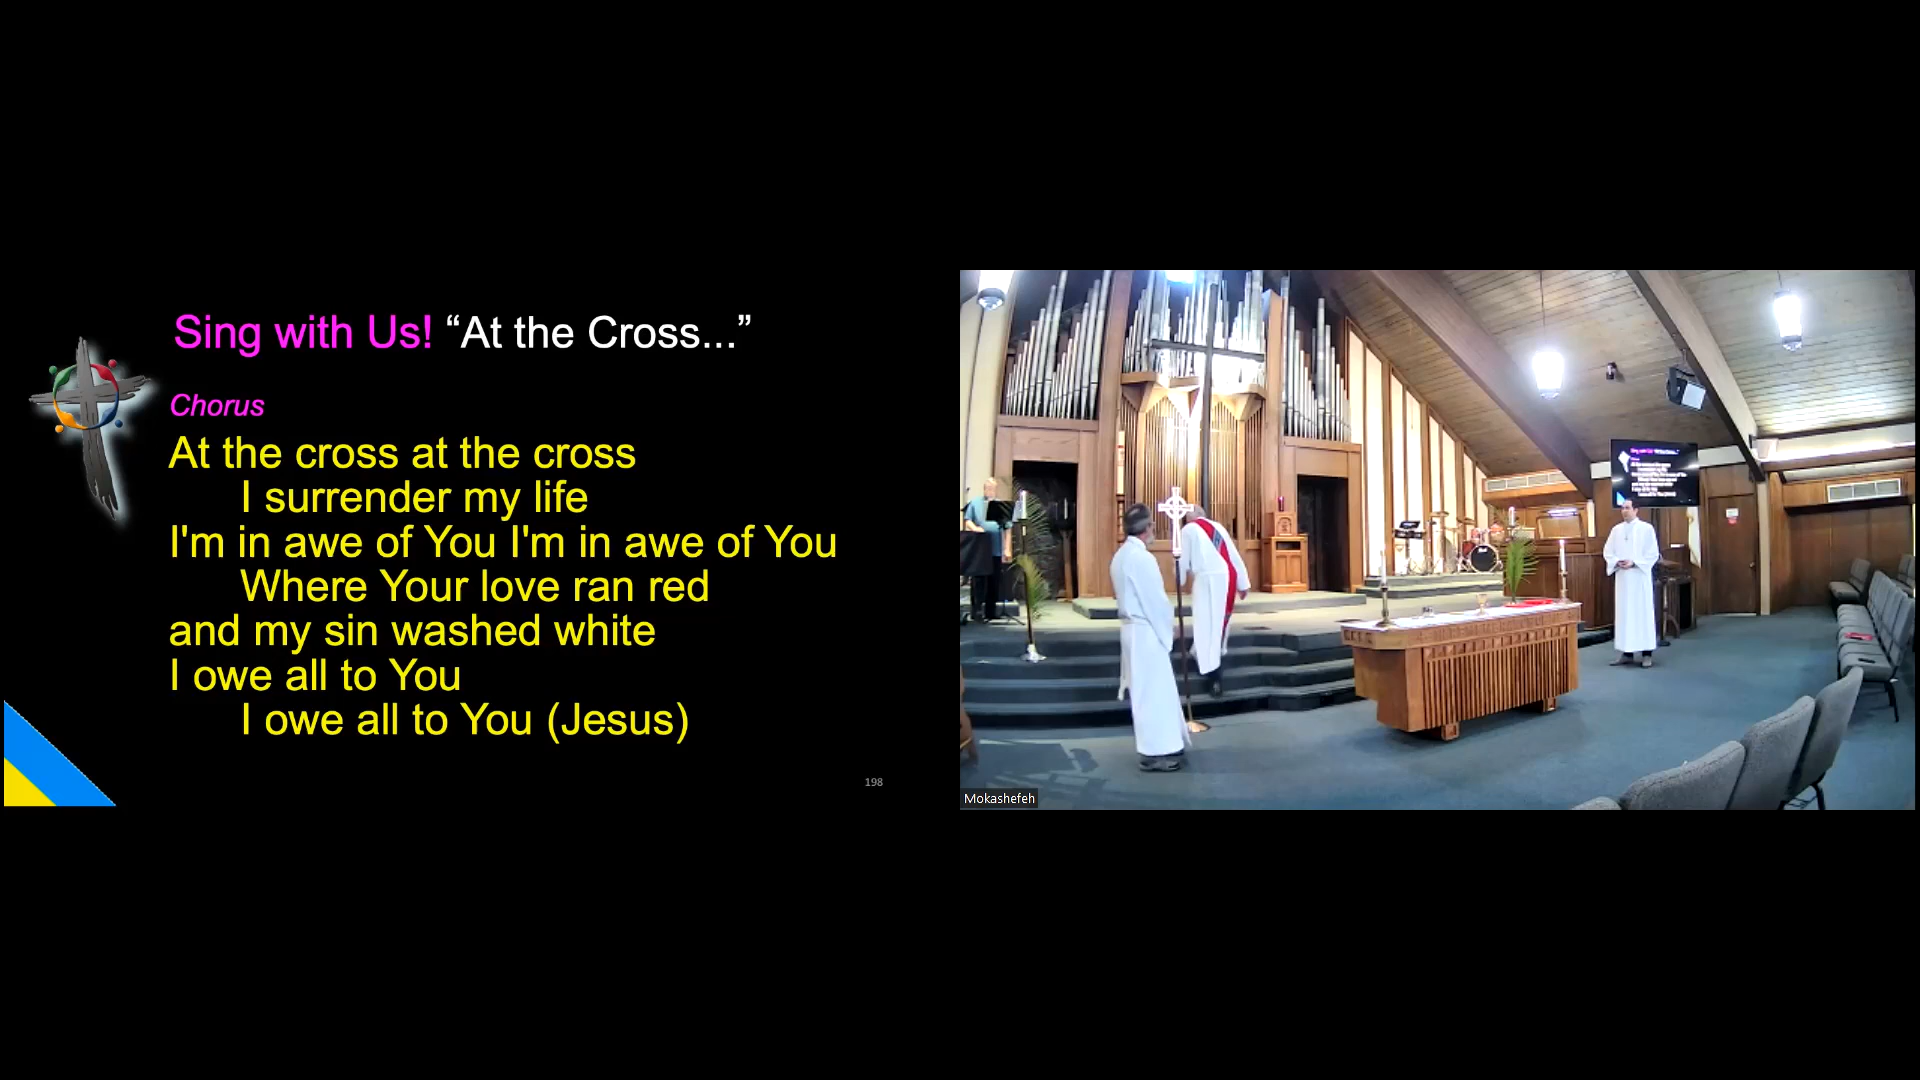 Sing with Us! “At the Cross...”
Chorus
At the cross at the cross
I surrender my life
I'm in awe of You I'm in awe of You
Where Your love ran red
and my sin washed white
I owe all to You
I owe all to You (Jesus)
198
Mokashefeh